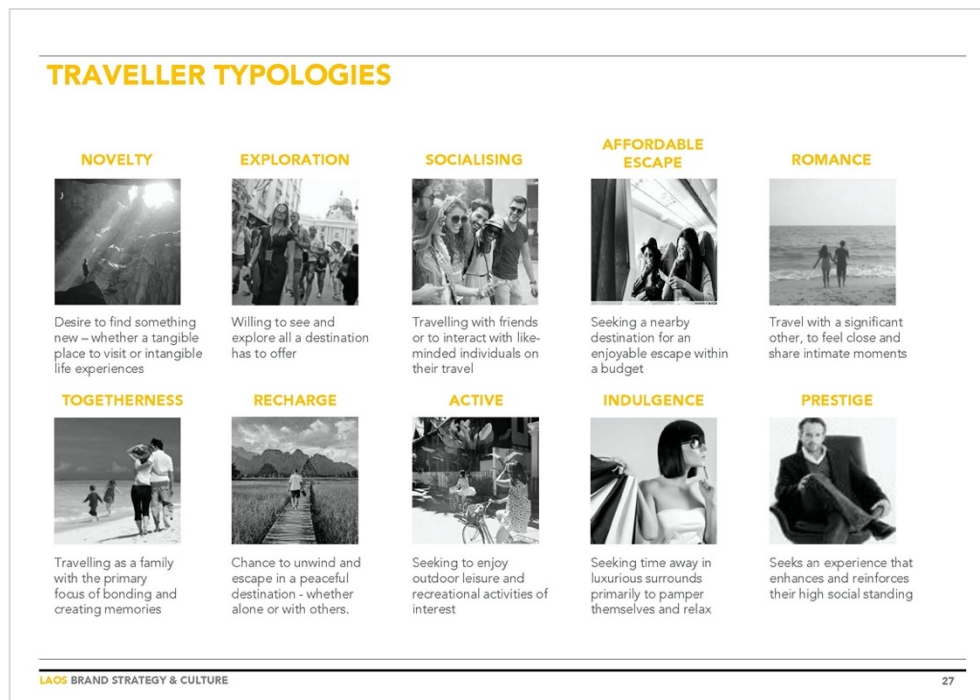 TRAVELLER TYPOLOGIES
NOVELTY
Desire to find something
new – whether a tangible
place to visit or intangible
life experiences
EXPLORATION
Willing to see and
explore all a destination
has to offer
SOCIALISING
Travelling with friends
or to interact with like-
minded individuals on
their travel
AFFORDABLE
ESCAPE
Seeking a nearby
destination for an
enjoyable escape within
a budget
ROMANCE
Travel with a significant
other, to feel close and
share intimate moments
TOGETHERNESS
Travelling as a family
with the primary
focus of bonding and
creating memories
RECHARGE
Chance to unwind and
escape in a peaceful
destination - whether
alone or with others.
ACTIVE
Seeking to enjoy
outdoor leisure and
recreational activities of
interest
INDULGENCE
Seeking time away in
luxurious surrounds
primarily to pamper
themselves and relax
PRESTIGE
Seeks an experience that
enhances and reinforces
their high social standing
LAOS BRAND STRATEGY & CULTURE
27